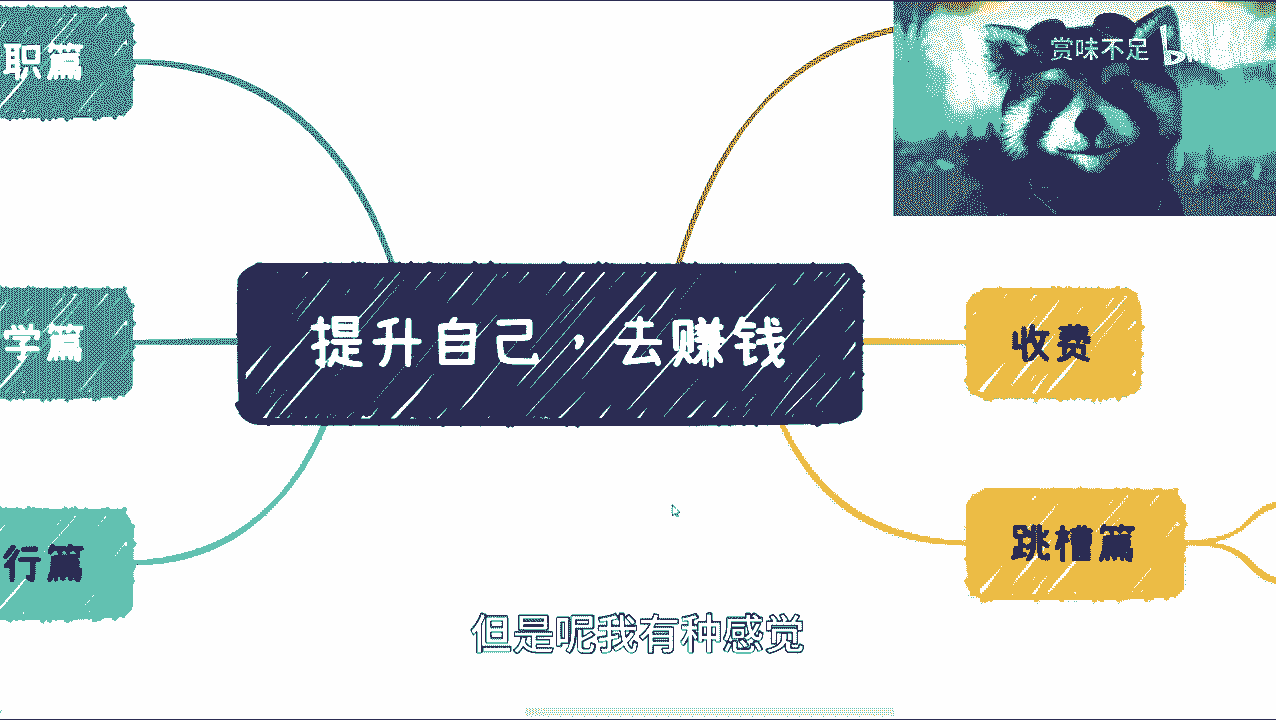 职篇
赏味不足
学篇
提升自己，去赚钱
收费
行篇
跳槽篇
但是呢我有种感觉